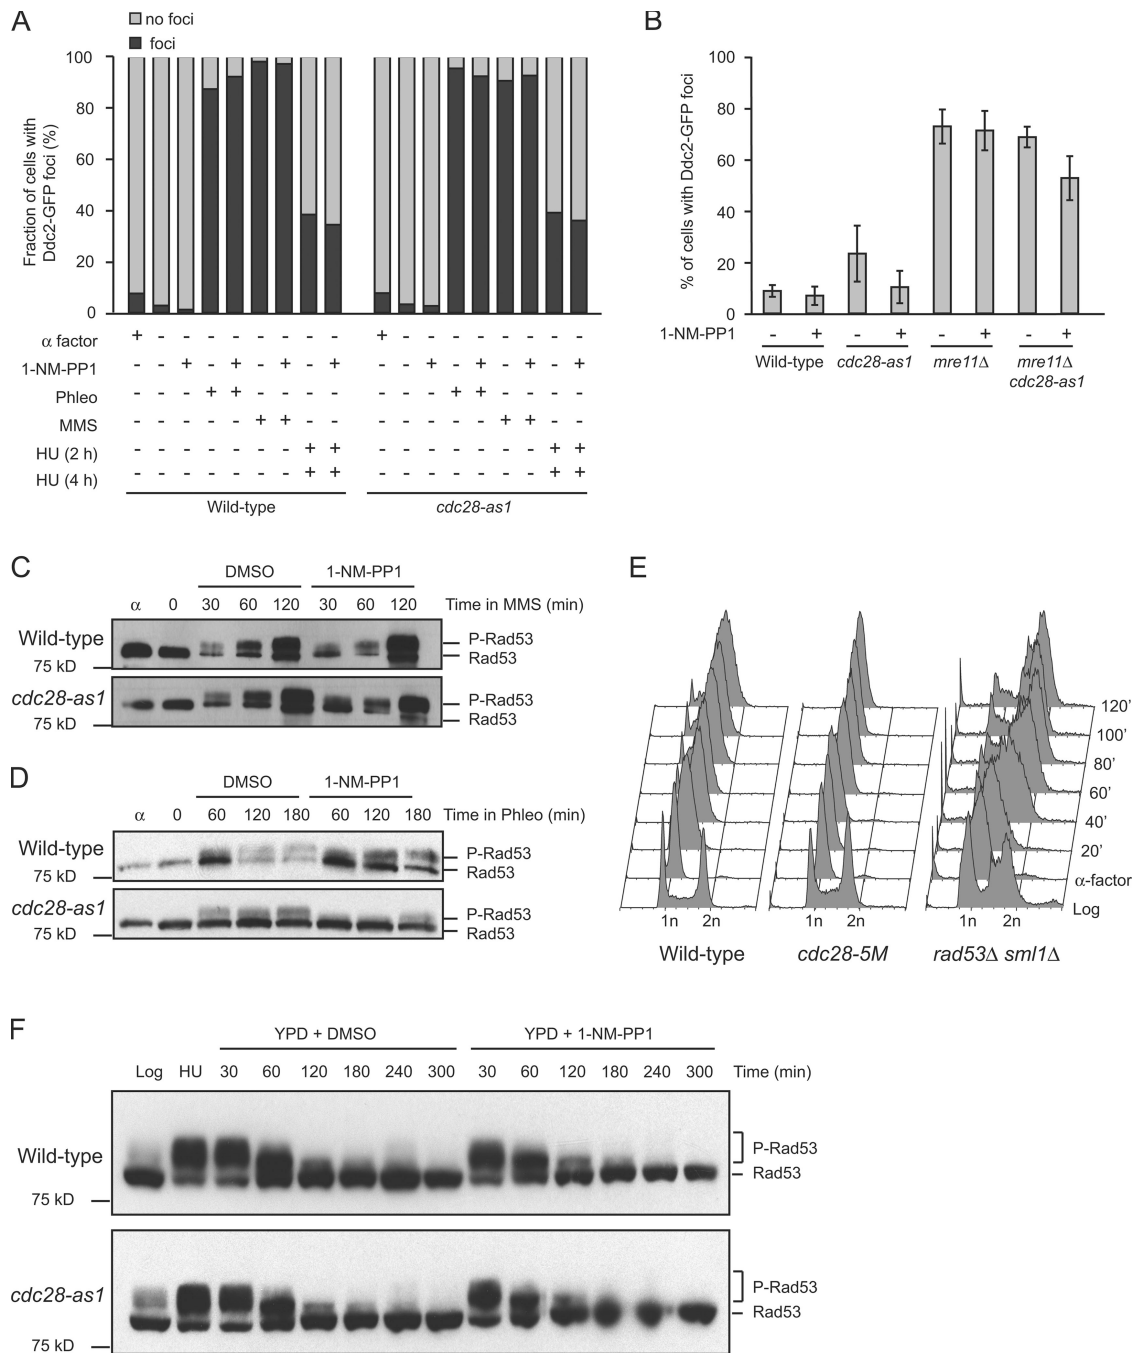 A
no foci
foci
Fraction of cells with
Ddc2-GFP foci (%)
100
80
60
40
20
0
α factor + - - - - - - - - + - - - - - - - -
1-NM-PP1 - - + - + - + - + - - + - + - + - +
Phleo - - - + + - - - - - - - + + - - - -
MMS - - - - - + + - - - - - - - + + - -
HU (2 h) - - - - - - - + + - - - - - - - + +
HU (4 h) - - - - - - - + + - - - - - - - + +
Wild-type cdc28-as1
B
% of cells with Ddc2-GFP foci
100
80
60
40
20
0
1-NM-PP1 - + - + - + - +
Wild-type cdc28-as1 mre11Δ mre11Δ
cdc28-as1
C
DMSO 1-NM-PP1
α 0 30 60 120 30 60 120 Time in MMS (min)
Wild-type
75 kD
P-Rad53
Rad53
cdc28-as1
75 kD
P-Rad53
Rad53
D
DMSO 1-NM-PP1
α 0 60 120 180 60 120 180 Time in Phleo (min)
Wild-type
75 kD
P-Rad53
Rad53
cdc28-as1
75 kD
P-Rad53
Rad53
E
120'
100'
80'
60'
40'
20'
α-factor
Log
1n 2n 1n 2n 1n 2n
Wild-type cdc28-5M rad53Δ sml1Δ
F
YPD + DMSO YPD + 1-NM-PP1
Log HU 30 60 120 180 240 300 30 60 120 180 240 300 Time (min)
Wild-type
75 kD
P-Rad53
Rad53
cdc28-as1
75 kD
P-Rad53
Rad53